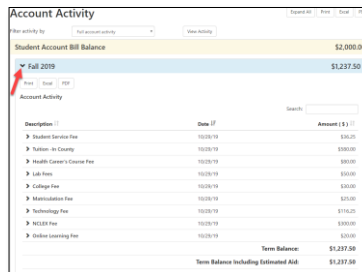 Account Activity
Expand All Print Excel
Filter activity by Full account activity View Activity
Student Account Bill Balance $2,000.0
Fall 2019 $1,237.50
Print Excel PDF
Account Activity
Search:
Description Date Amount ( $ )
Student Service Fee 10/29/19 $36.25
Tuition -In County 10/29/19 $580.00
Health Career's Course Fee 10/29/19 $80.00
Lab Fees 10/29/19 $50.00
College Fee 10/29/19 $30.00
Matriculation Fee 10/29/19 $25.00
Technology Fee 10/29/19 $116.25
NCLEX Fee 10/29/19 $300.00
Online Learning Fee 10/29/19 $20.00
Term Balance: $1,237.50
Term Balance Including Estimated Aid: $1,237.50